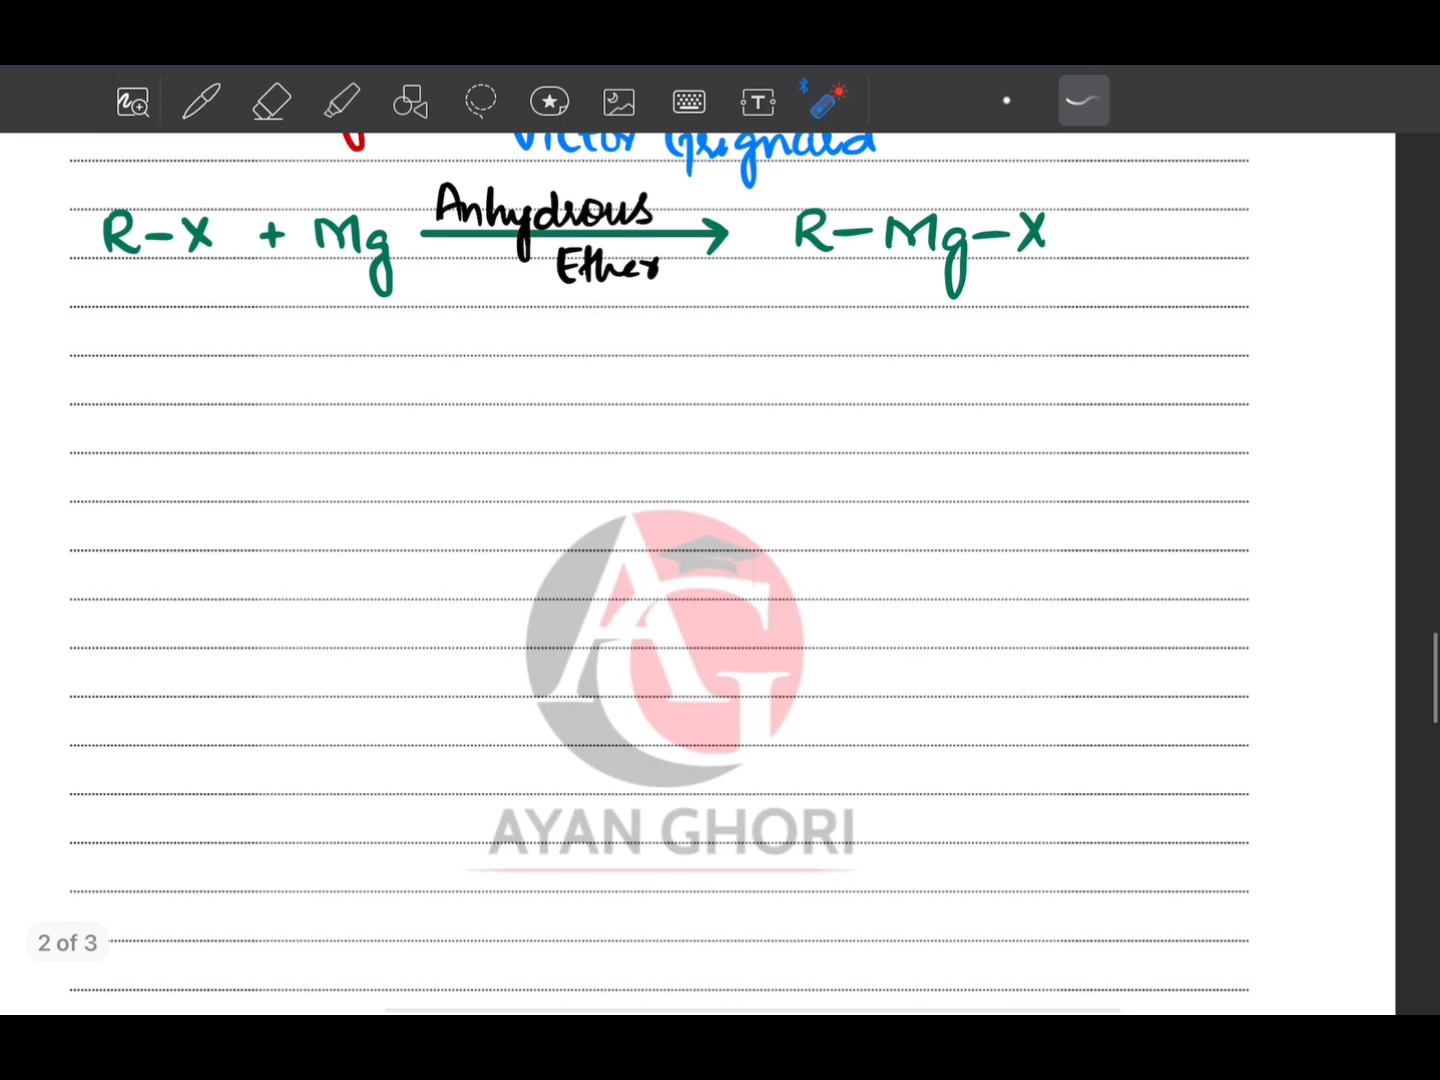 Victor Grignard
R-X + Mg Anhydrous Ether R-Mg-X
AYAN GHORI
2 of 3